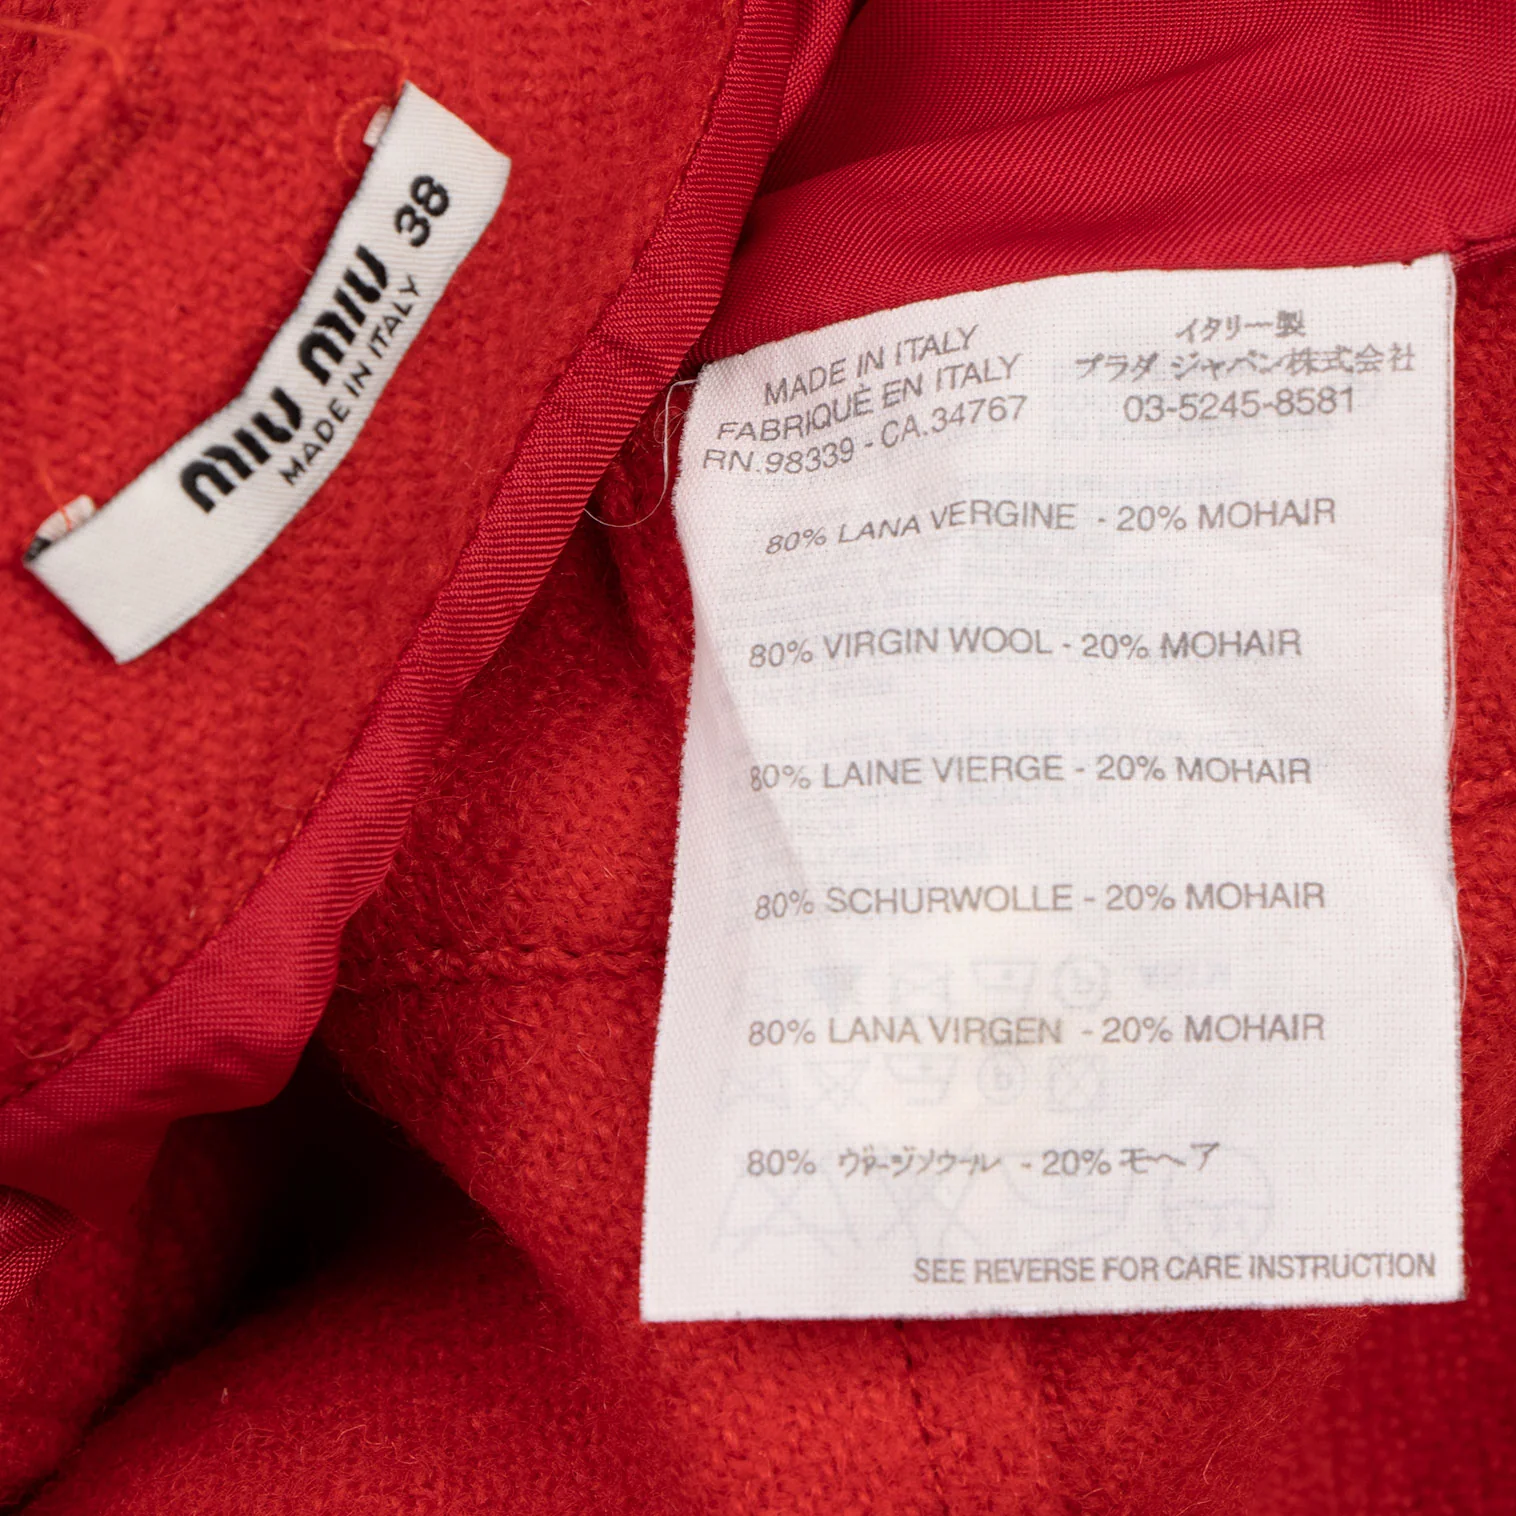 miu miu 38
MADE IN ITALY
MADE IN ITALY
FABRIQUÈ EN ITALY
RN.98339 - CA.34767
イタリー製
プラダ ジャパン株式会社
03-5245-8581
80% LANA VERGINE - 20% MOHAIR
80% VIRGIN WOOL - 20% MOHAIR
80% LAINE VIERGE - 20% MOHAIR
80% SCHURWOLLE - 20% MOHAIR
80% LANA VIRGEN - 20% MOHAIR
80% ヴァージンウール - 20% モヘア
SEE REVERSE FOR CARE INSTRUCTION